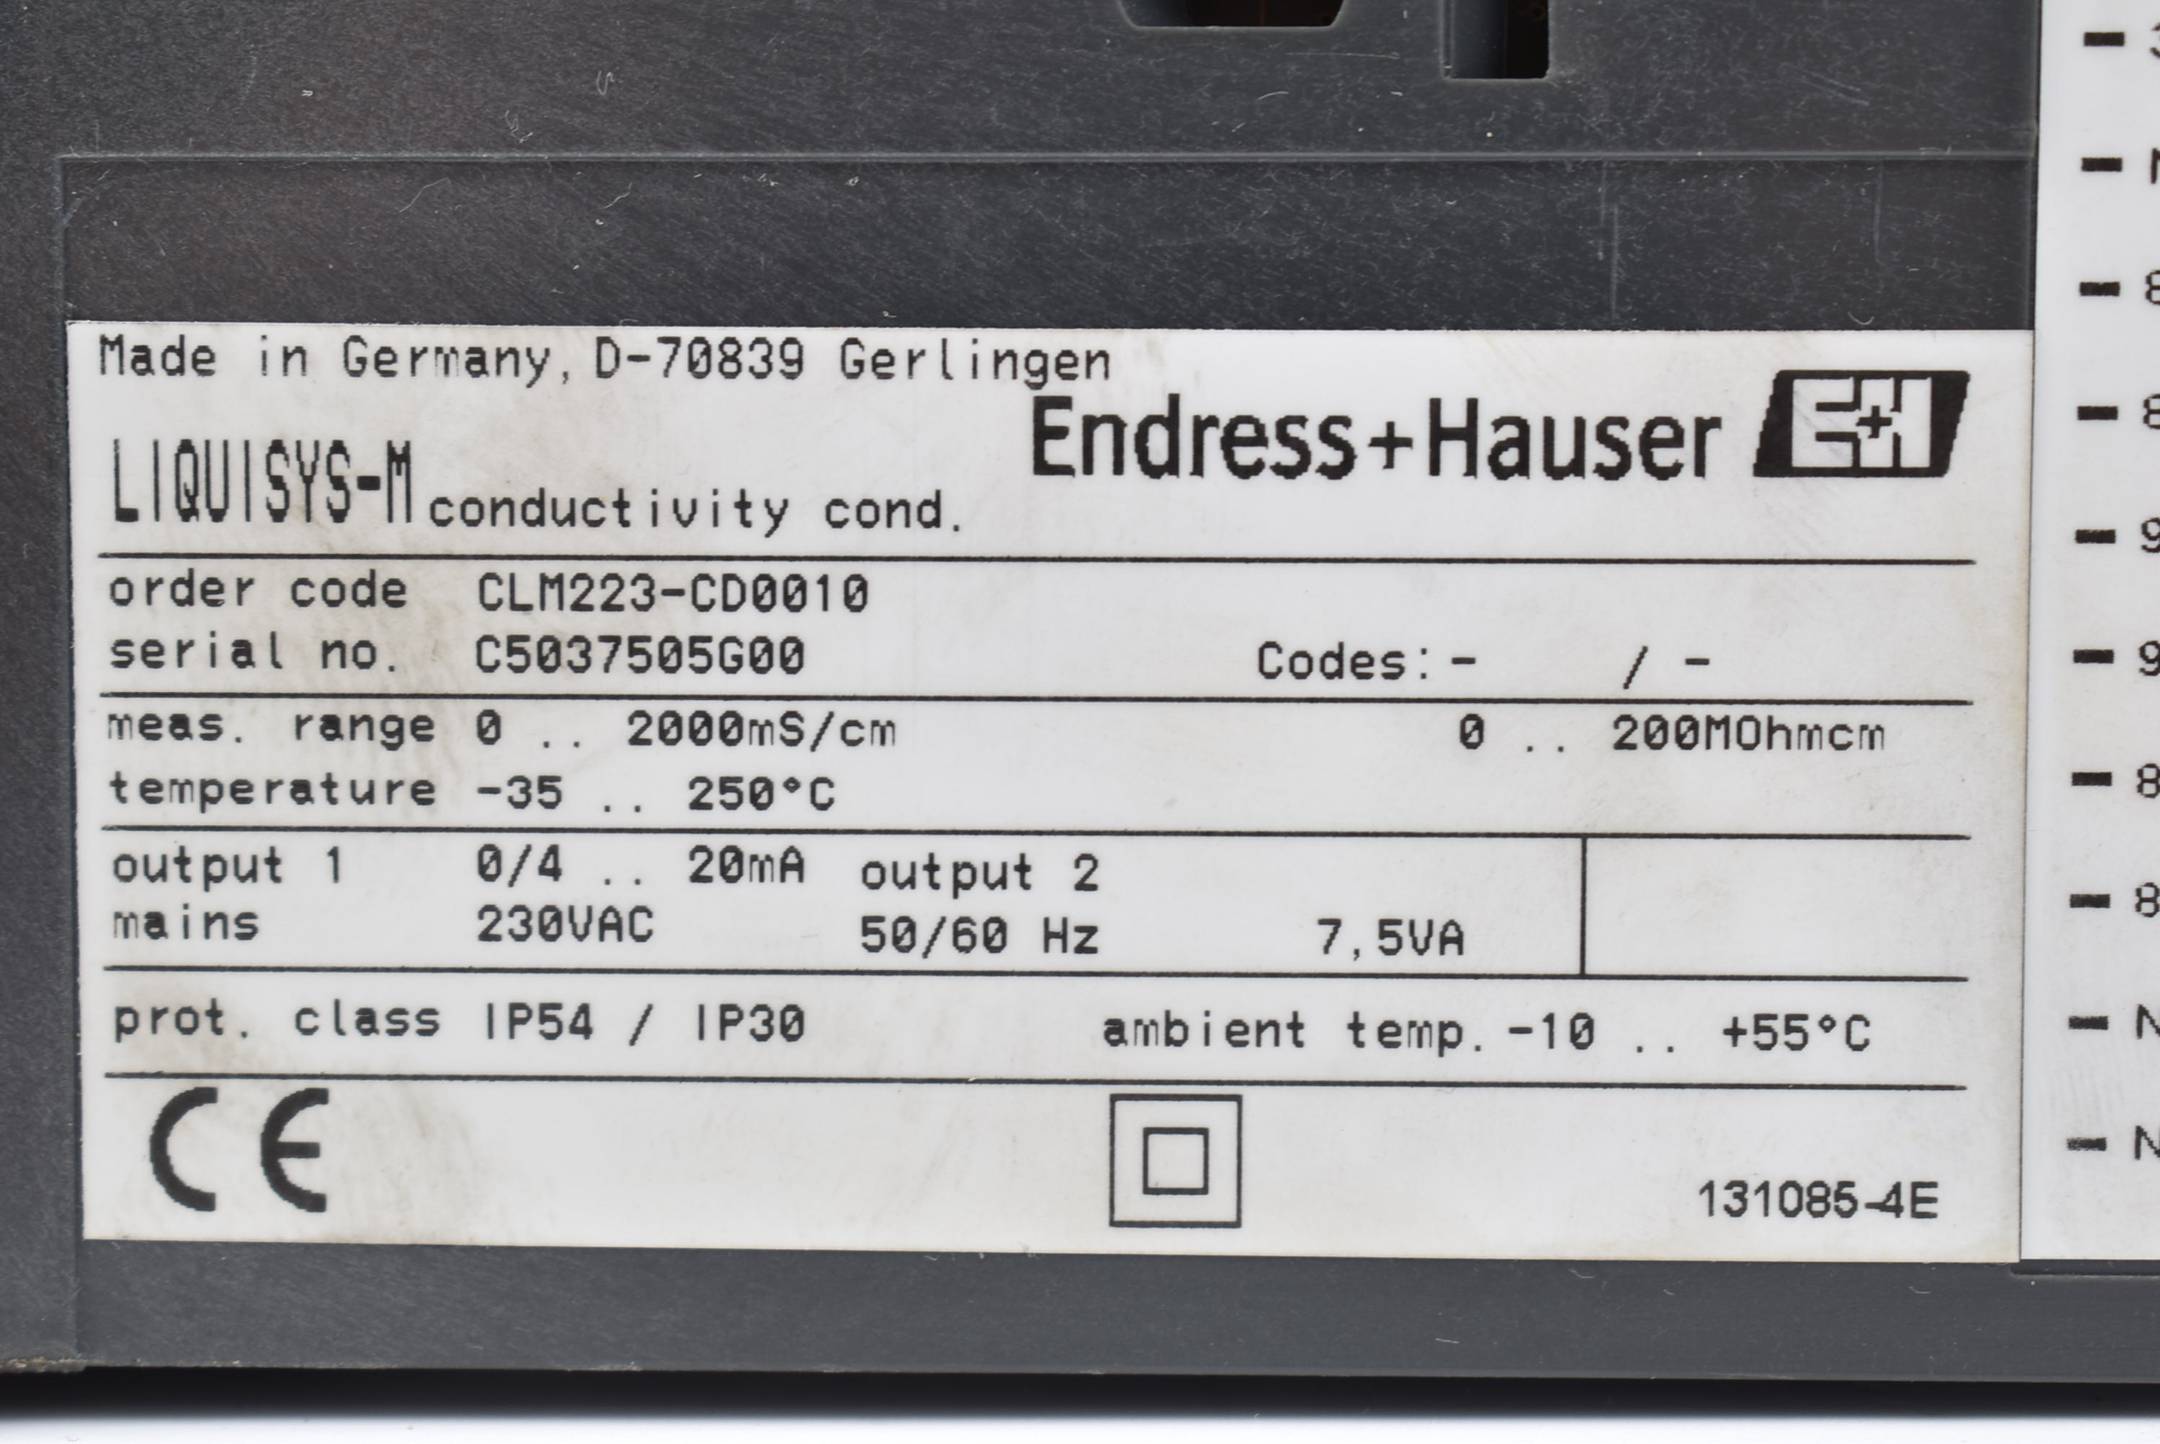 Made in Germany, D-70839 Gerlingen
Endress+Hauser E+H
LIQUISYS-M conductivity cond.
order code CLM223-CD0010
serial no. C5037505G00 Codes: - / -
meas. range 0 .. 2000mS/cm 0 .. 200MOhmcm
temperature -35 .. 250°C
output 1 0/4 .. 20mA output 2
mains 230VAC 50/60 Hz 7,5VA
prot. class IP54 / IP30 ambient temp. -10 .. +55°C
CE
131085-4E